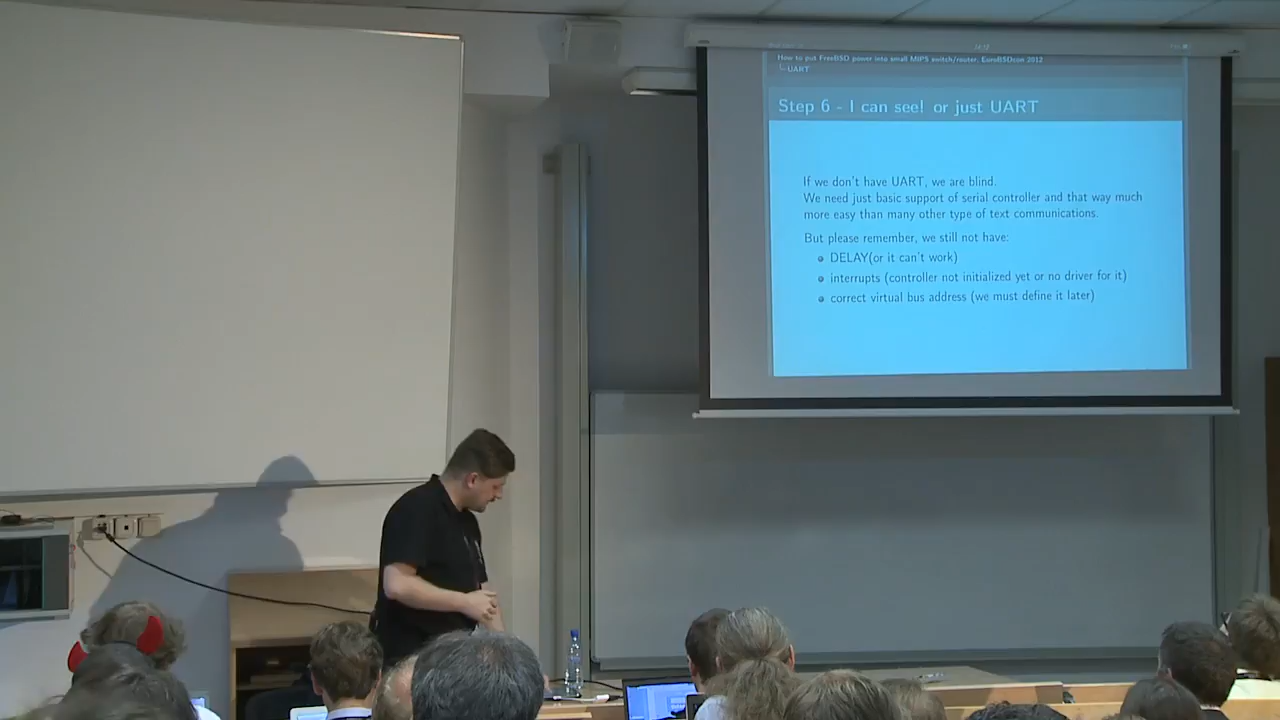 How to put FreeBSD power into small MIPS switch/router, EuroBSDcon 2012
UART
Step 6 - I can see! or just UART
If we don't have UART, we are blind.
We need just basic support of serial controller and that way much
more easy than many other type of text communications.
But please remember, we still not have:
DELAY(or it can't work)
interrupts (controller not initialized yet or no driver for it)
correct virtual bus address (we must define it later)